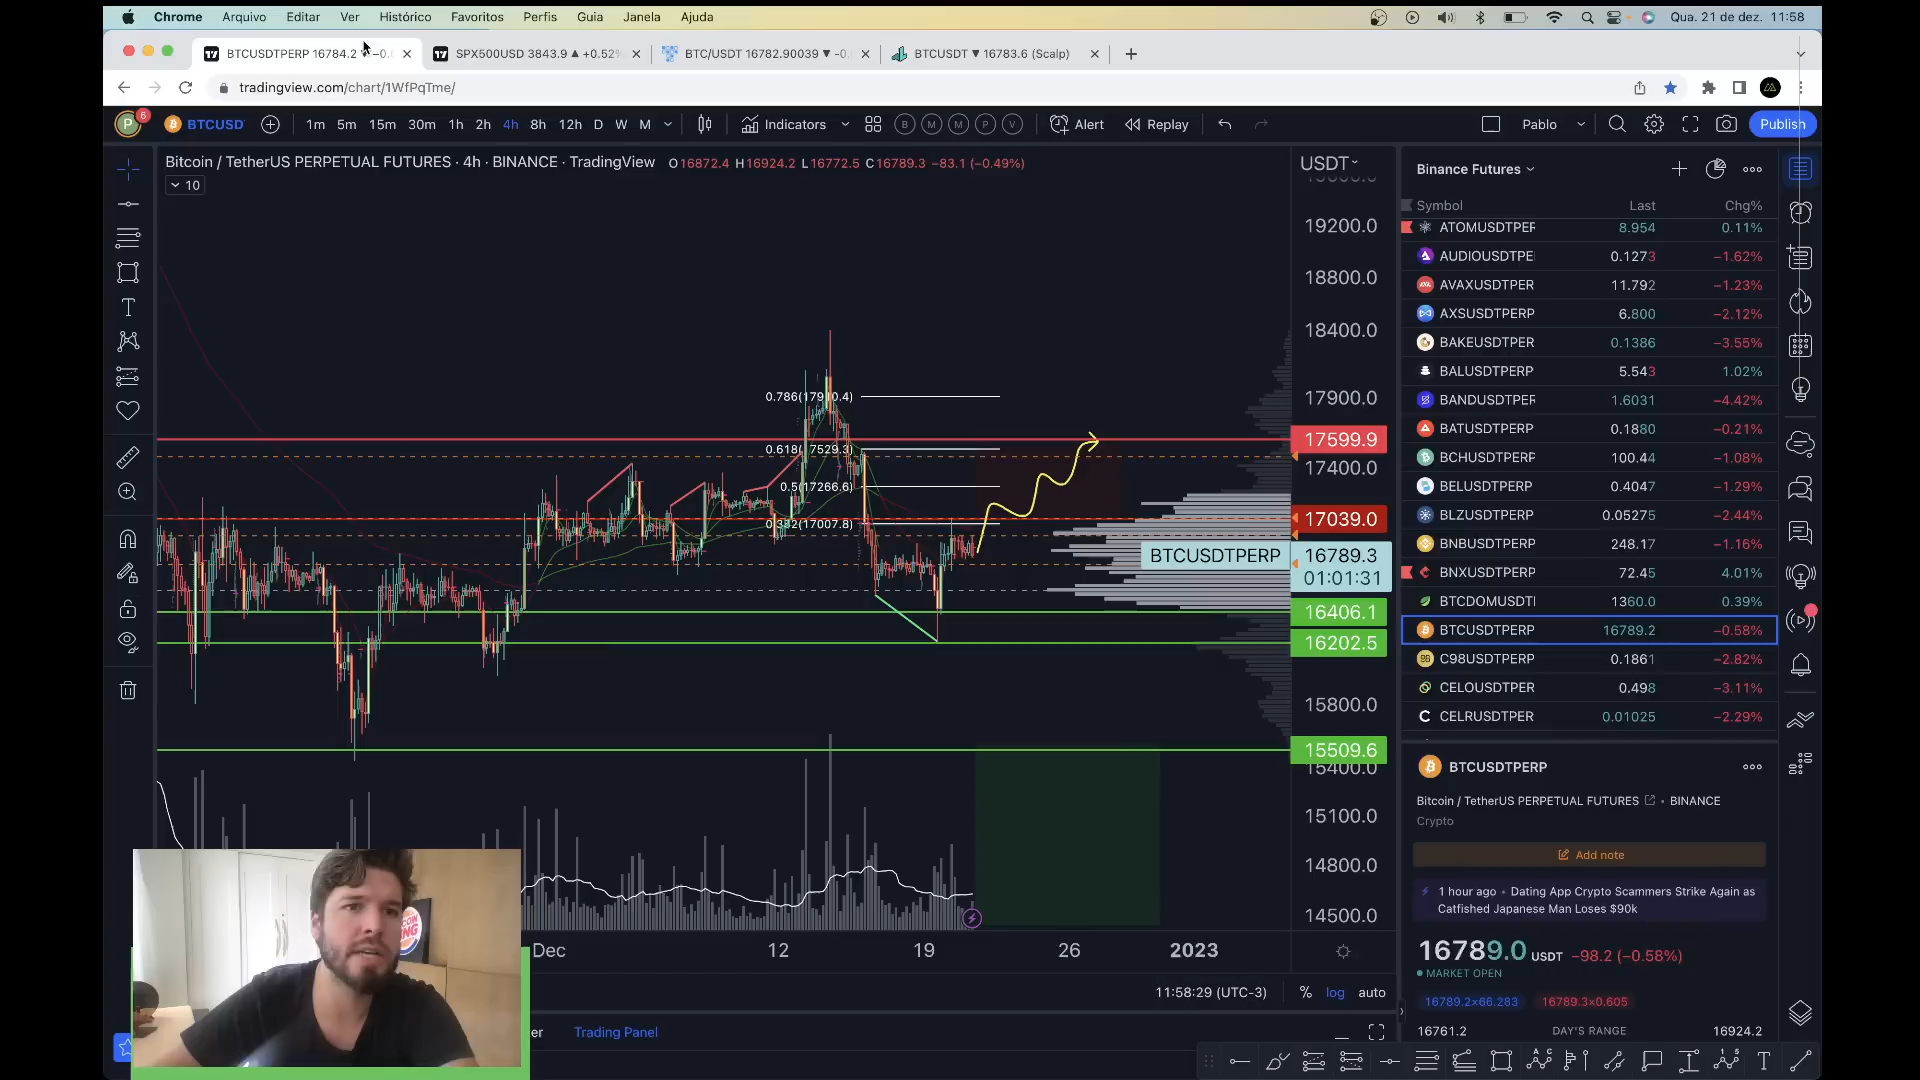 Chrome Arquivo Editar Ver Histórico Favoritos Perfis Guia Janela Ajuda
Qua. 21 de dez. 11:58
BTCUSDTPERP 16784.2 ▼ −0.
SPX500USD 3843.9 ▲ +0.52%
BTC/USDT 16782.90039 ▼ -0.
BTCUSDT ▼ 16783.6 (Scalp)
tradingview.com/chart/1WfPqTme/
P 6 BTCUSD 1m 5m 15m 30m 1h 2h 4h 8h 12h D W M Indicators B M M P V Alert Replay Pablo Publish
Bitcoin / TetherUS PERPETUAL FUTURES · 4h · BINANCE · TradingView O16872.4 H16924.2 L16772.5 C16789.3 −83.1 (−0.49%)
10
USDT
19200.0
18800.0
18400.0
17900.0
17599.9
17400.0
17039.0
BTCUSDTPERP 16789.3
01:01:31
16406.1
16202.5
15800.0
15509.6
15400.0
15100.0
14800.0
14500.0
0.786(17910.4)
0.5(17266.6)
Dec 12 19 26 2023
11:58:29 (UTC-3) % log auto
er Trading Panel
Binance Futures
Symbol Last Chg%
ATOMUSDTPER 8.954 0.11%
AUDIOUSDTPE 0.1273 −1.62%
AVAXUSDTPER 11.792 −1.23%
AXSUSDTPERP 6.800 −2.12%
BAKEUSDTPER 0.1386 −3.55%
BALUSDTPERP 5.543 1.02%
BANDUSDTPER 1.6031 −4.42%
BATUSDTPERP 0.1880 −0.21%
BCHUSDTPERP 100.44 −1.08%
BELUSDTPERP 0.4047 −1.29%
BLZUSDTPERP 0.05275 −2.44%
BNBUSDTPERP 248.17 −1.16%
BNXUSDTPERP 72.45 4.01%
BTCDOMUSDTI 1360.0 0.39%
BTCUSDTPERP 16789.2 −0.58%
C98USDTPERP 0.1861 −2.82%
CELOUSDTPER 0.498 −3.11%
CELRUSDTPER 0.01025 −2.29%
BTCUSDTPERP
Bitcoin / TetherUS PERPETUAL FUTURES • BINANCE
Crypto
Add note
1 hour ago • Dating App Crypto Scammers Strike Again as
Catfished Japanese Man Loses $90k
16789.0 USDT −98.2 (−0.58%)
MARKET OPEN
16789.2×66.283 16789.3×0.605
16761.2 DAY'S RANGE 16924.2
KING